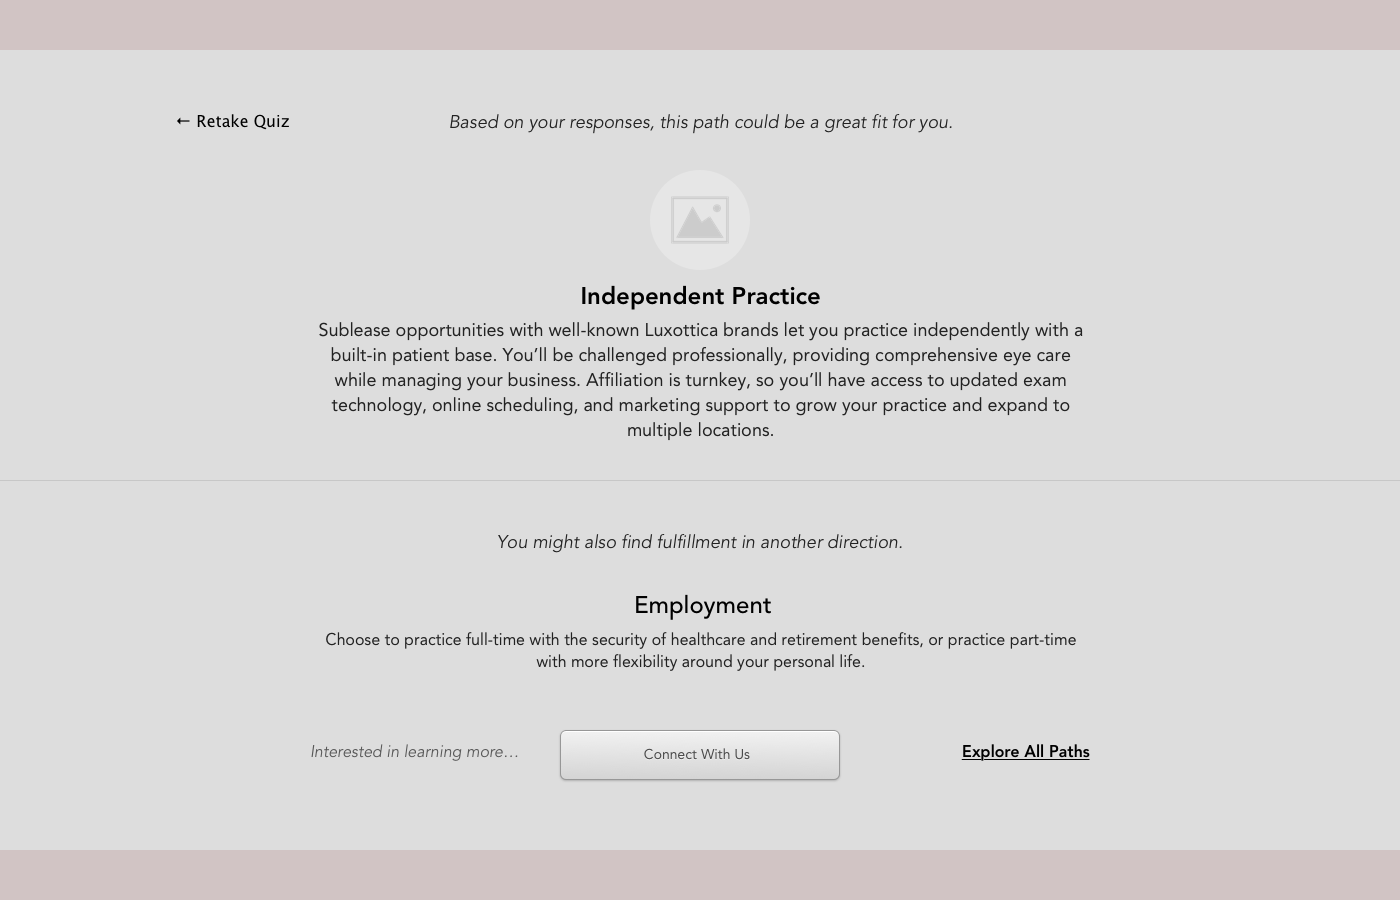 ← Retake Quiz
Based on your responses, this path could be a great fit for you.
Independent Practice
Sublease opportunities with well-known Luxottica brands let you practice independently with a
built-in patient base. You’ll be challenged professionally, providing comprehensive eye care
while managing your business. Affiliation is turnkey, so you’ll have access to updated exam
technology, online scheduling, and marketing support to grow your practice and expand to
multiple locations.
You might also find fulfillment in another direction.
Employment
Choose to practice full-time with the security of healthcare and retirement benefits, or practice part-time
with more flexibility around your personal life.
Interested in learning more…
Connect With Us
Explore All Paths